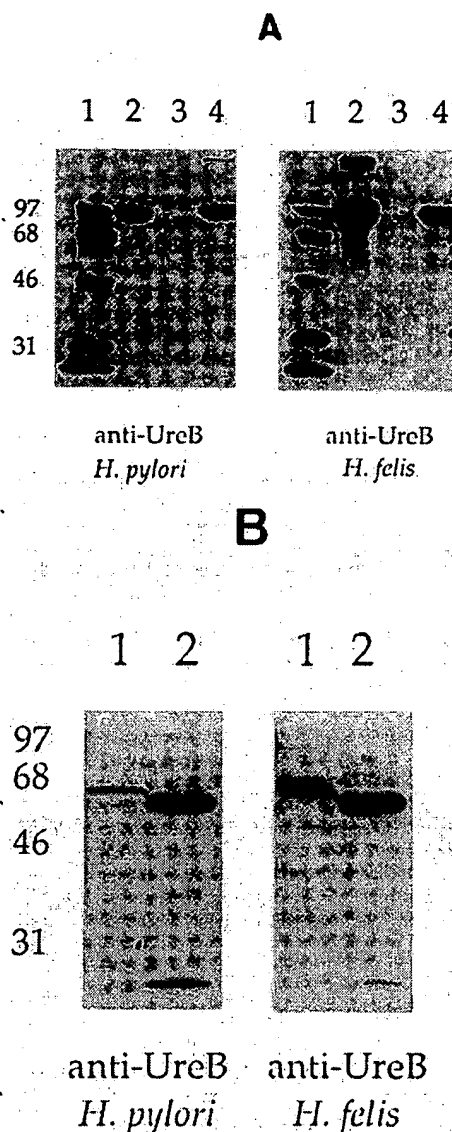 A
1 2 3 4 1 2 3 4
97
68
46
31
anti-UreB anti-UreB
H. pylori H. felis
B
1 2 1 2
97
68
46
31
anti-UreB anti-UreB
H. pylori H. felis